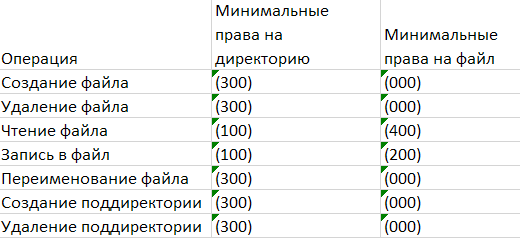 Операция Минимальные права на директорию Минимальные права на файл
Создание файла (300) (000)
Удаление файла (300) (000)
Чтение файла (100) (400)
Запись в файл (100) (200)
Переименование файла (300) (000)
Создание поддиректории (300) (000)
Удаление поддиректории (300) (000)